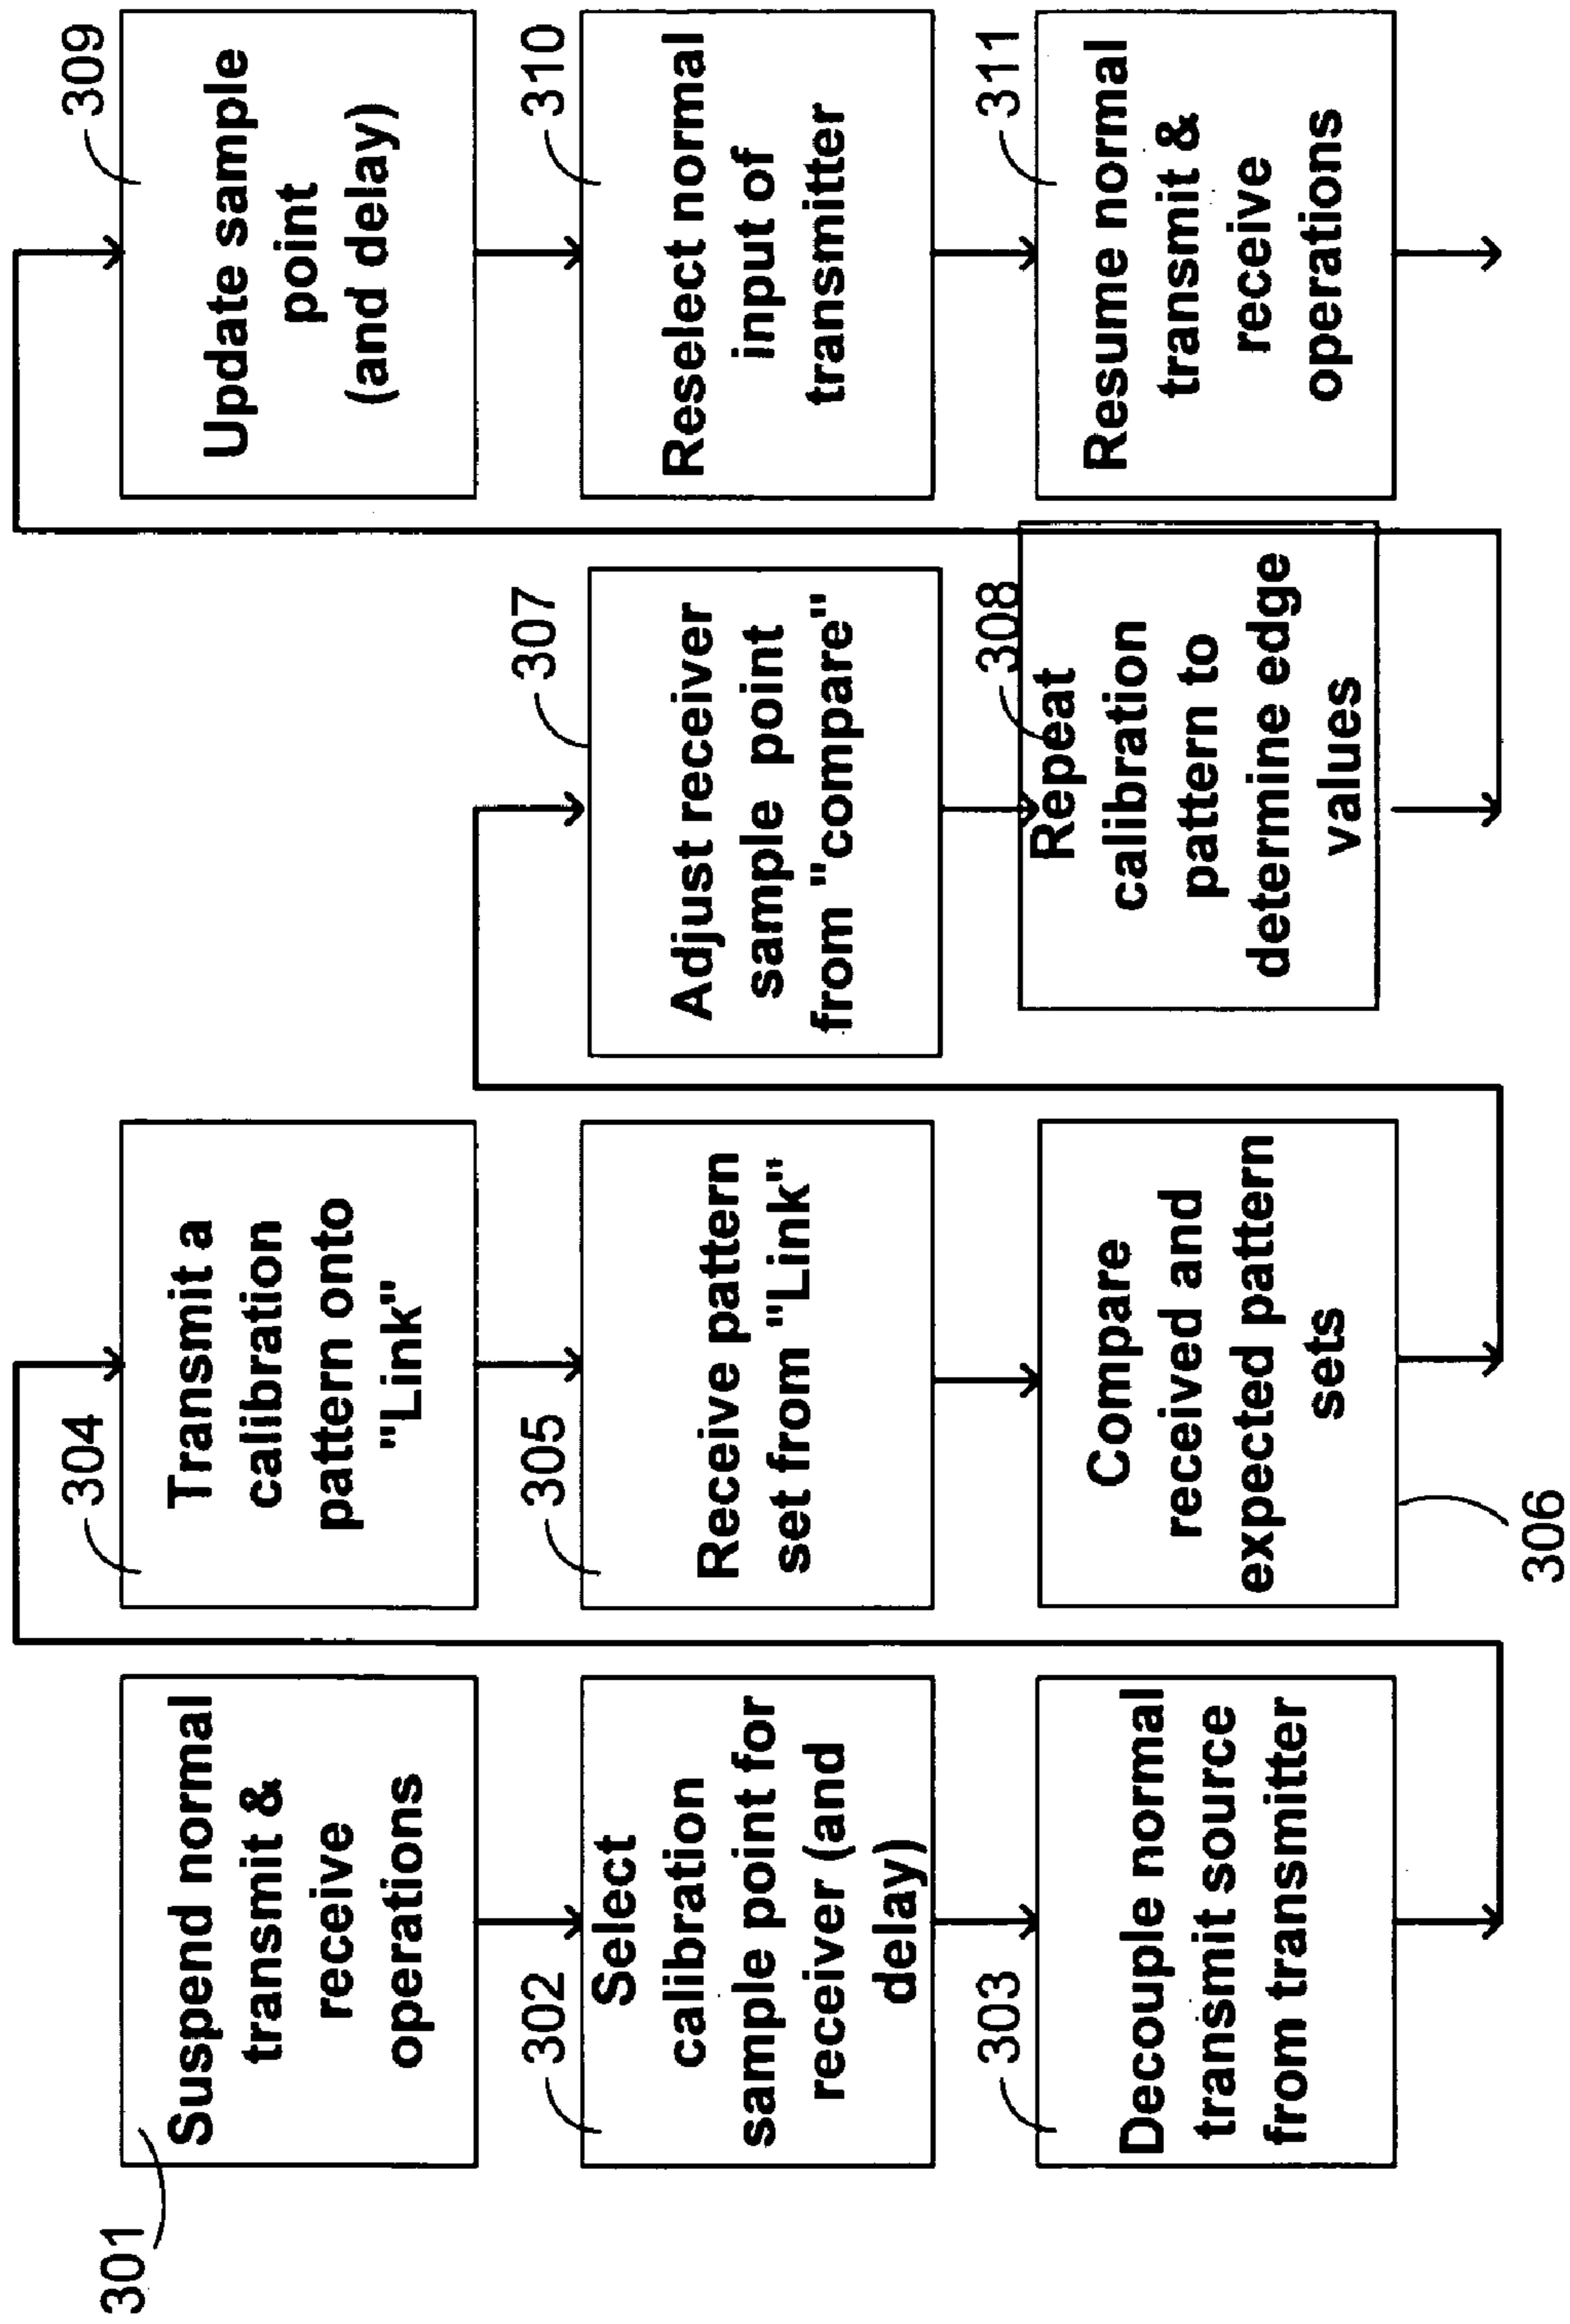 301
Suspend normal
transmit &
receive
operations
302
Select
calibration
sample point for
receiver (and
delay)
303
Decouple normal
transmit source
from transmitter
304
Transmit a
calibration
pattern onto
"Link"
305
Receive pattern
set from "Link"
306
Compare
received and
expected pattern
sets
307
Adjust receiver
sample point
from "compare"
308
Repeat
calibration
pattern to
determine edge
values
309
Update sample
point
(and delay)
310
Reselect normal
input of
transmitter
311
Resume normal
transmit &
receive
operations